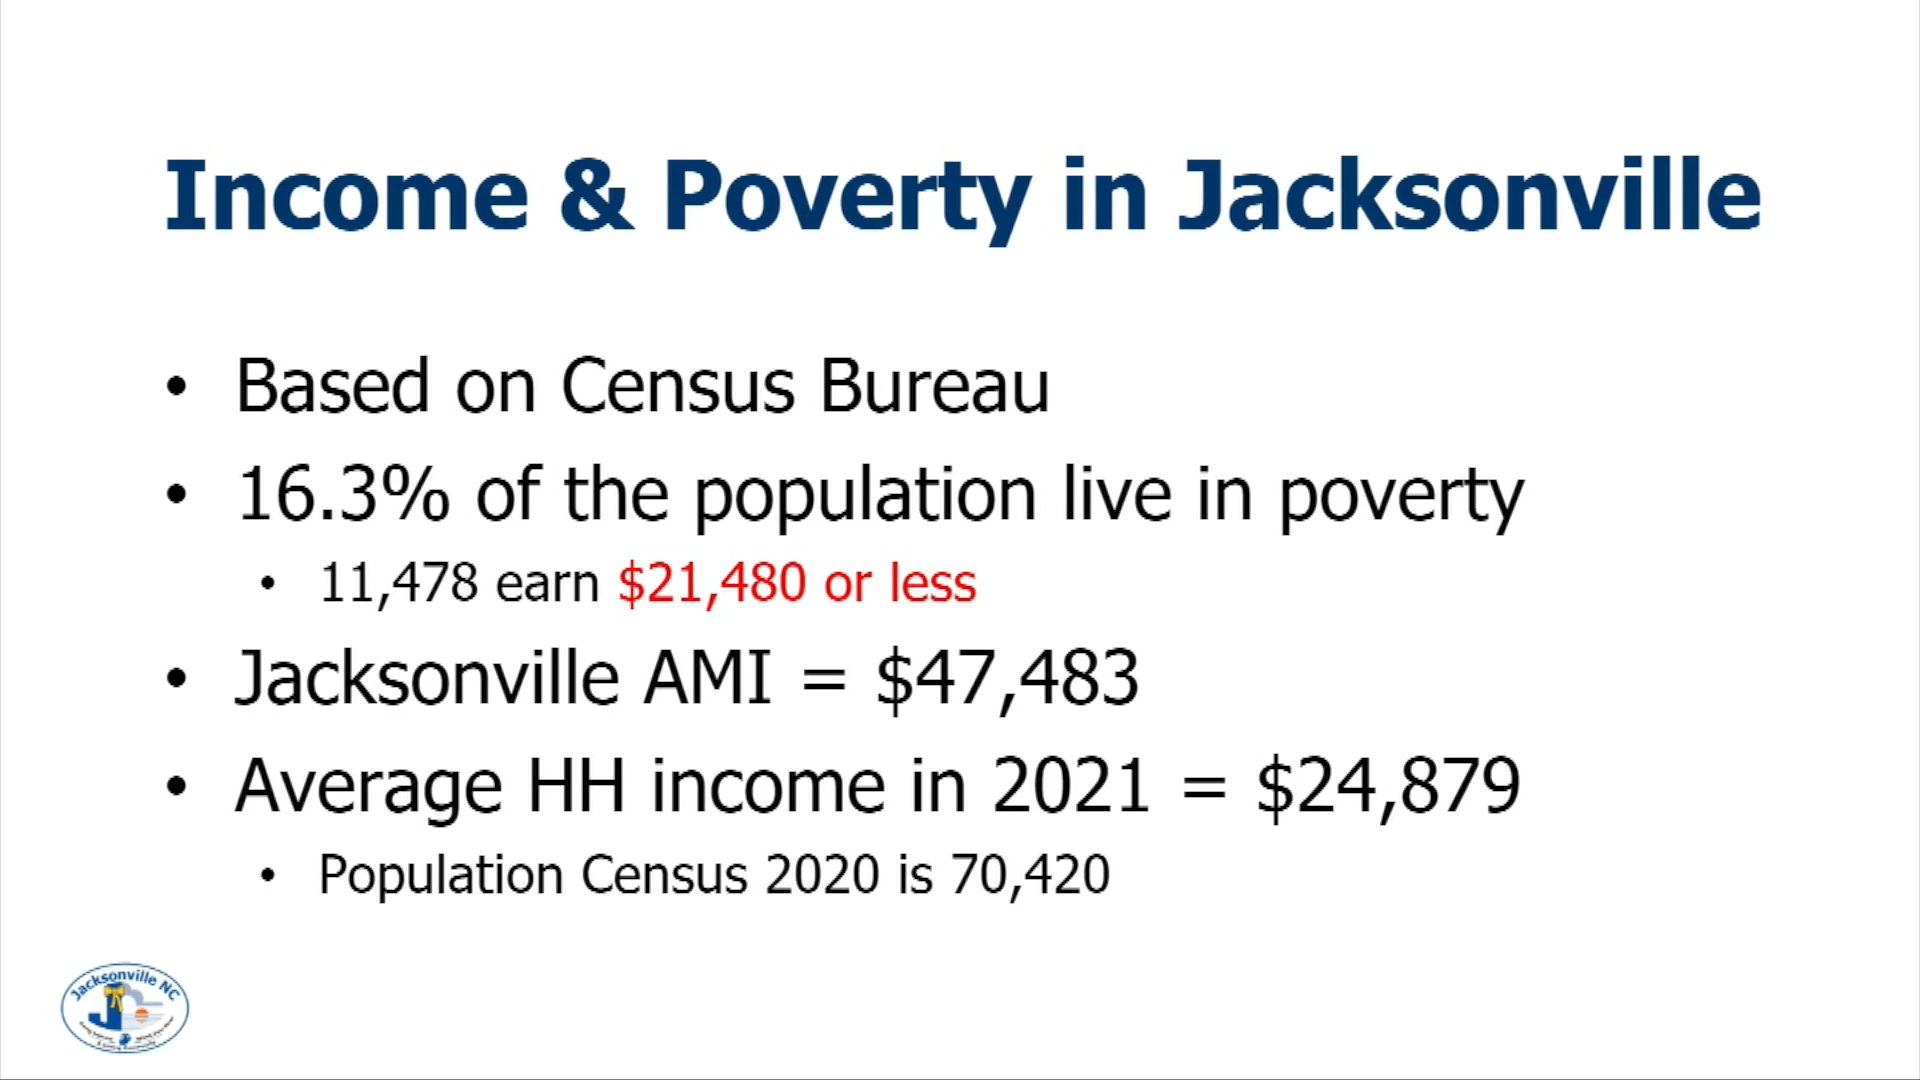 Income & Poverty in Jacksonville
• Based on Census Bureau
• 16.3% of the population live in poverty
• 11,478 earn $21,480 or less
• Jacksonville AMI = $47,483
• Average HH income in 2021 = $24,879
• Population Census 2020 is 70,420
Jacksonville NC